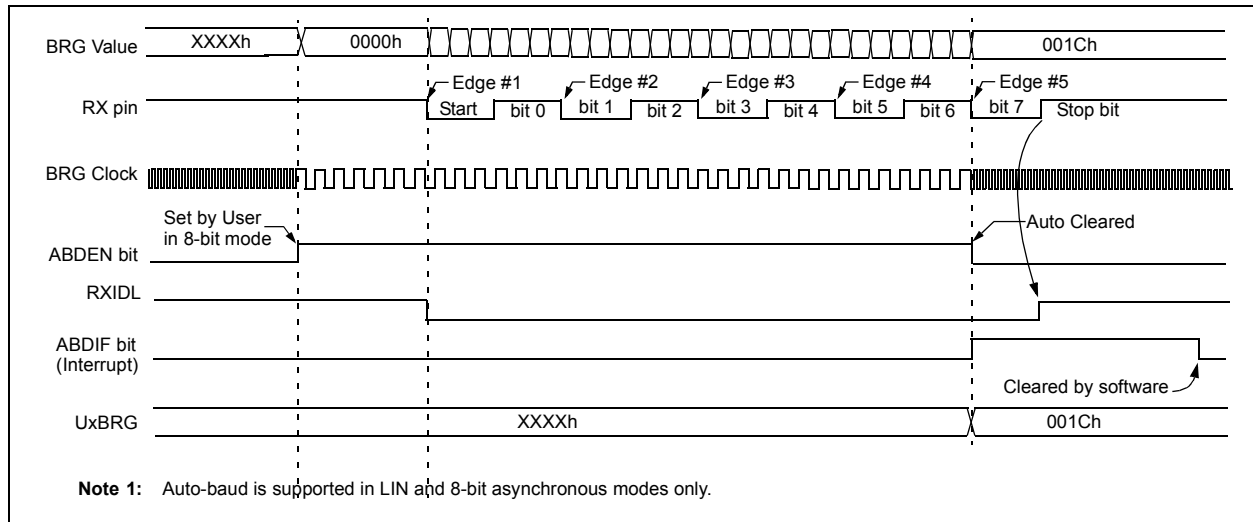 BRG Value XXXXh 0000h 001Ch
Edge #1 Edge #2 Edge #3 Edge #4 Edge #5
RX pin Start bit 0 bit 1 bit 2 bit 3 bit 4 bit 5 bit 6 bit 7 Stop bit
BRG Clock
Set by User
in 8-bit mode
Auto Cleared
ABDEN bit
RXIDL
ABDIF bit
(Interrupt)
Cleared by software
UxBRG XXXXh 001Ch
Note 1: Auto-baud is supported in LIN and 8-bit asynchronous modes only.